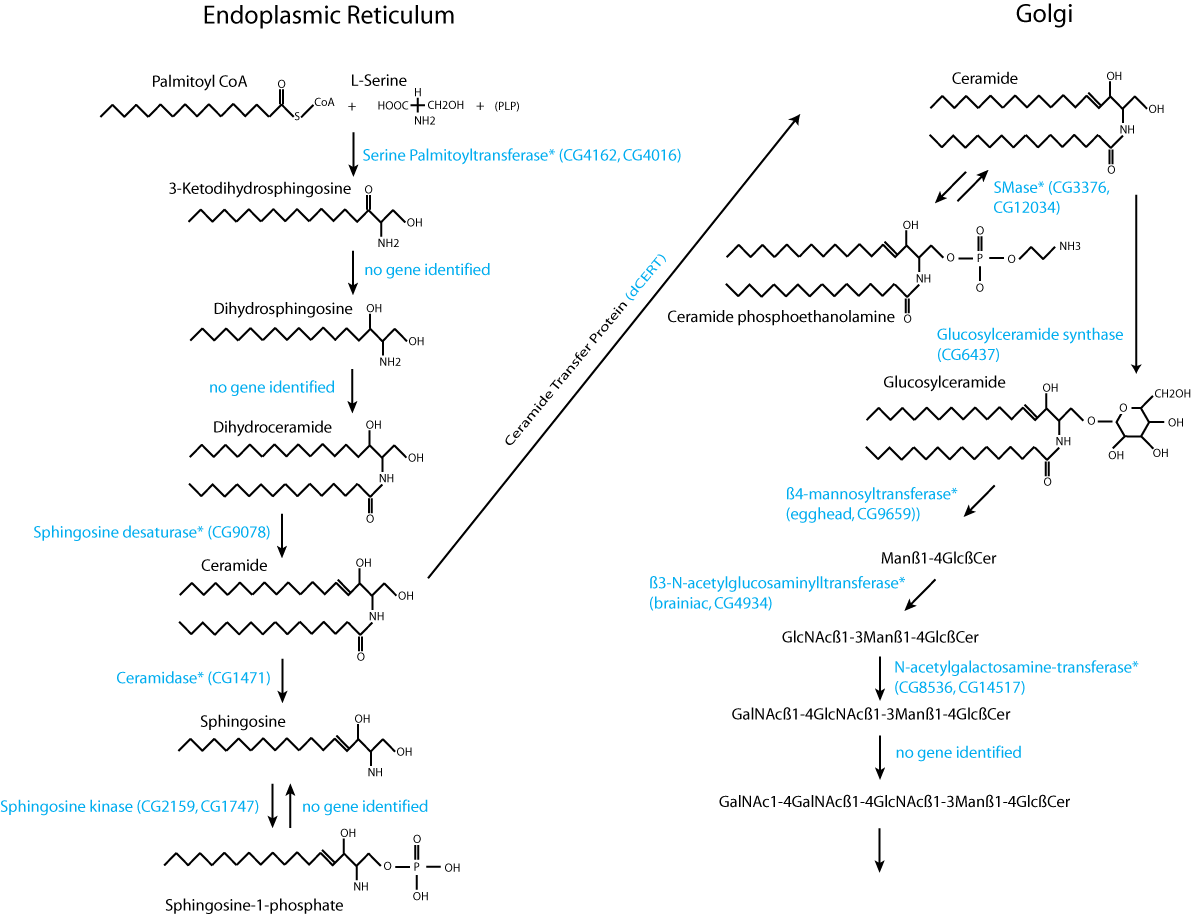 Endoplasmic Reticulum
Palmitoyl CoA
L-Serine
O
S
CoA
+
H
HOOC
CH2OH
NH2
+
(PLP)
Serine Palmitoyltransferase* (CG4162, CG4016)
3-Ketodihydrosphingosine
O
OH
NH2
no gene identified
Dihydrosphingosine
OH
OH
NH2
no gene identified
Dihydroceramide
OH
OH
NH
O
Sphingosine desaturase* (CG9078)
Ceramide
OH
OH
NH
O
Ceramidase* (CG1471)
Sphingosine
OH
OH
NH
Sphingosine kinase (CG2159, CG1747)
no gene identified
OH
O
O
P
OH
OH
NH
Sphingosine-1-phosphate
Ceramide Transfer Protein (dCERT)
Golgi
Ceramide
OH
OH
NH
O
SMase* (CG3376,
CG12034)
OH
O
O
P
O
NH3
O
NH
O
Ceramide phosphoethanolamine
Glucosylceramide synthase
(CG6437)
Glucosylceramide
OH
O
O
CH2OH
OH
OH
OH
NH
O
ß4-mannosyltransferase*
(egghead, CG9659))
Manß1-4GlcßCer
ß3-N-acetylglucosaminylltransferase*
(brainiac, CG4934)
GlcNAcß1-3Manß1-4GlcßCer
N-acetylgalactosamine-transferase*
(CG8536, CG14517)
GalNAcß1-4GlcNAcß1-3Manß1-4GlcßCer
no gene identified
GalNAc1-4GalNAcß1-4GlcNAcß1-3Manß1-4GlcßCer